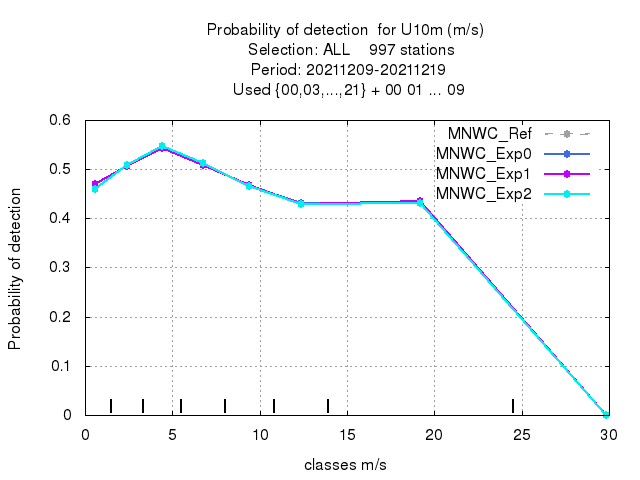 Probability of detection  for U10m (m/s)
Selection: ALL    997 stations
Period: 20211209-20211219
Used {00,03,...,21} + 00 01 ... 09
MNWC_Ref
MNWC_Exp0
MNWC_Exp1
MNWC_Exp2
Probability of detection
0.6
0.5
0.4
0.3
0.2
0.1
0
0 5 10 15 20 25 30
classes m/s